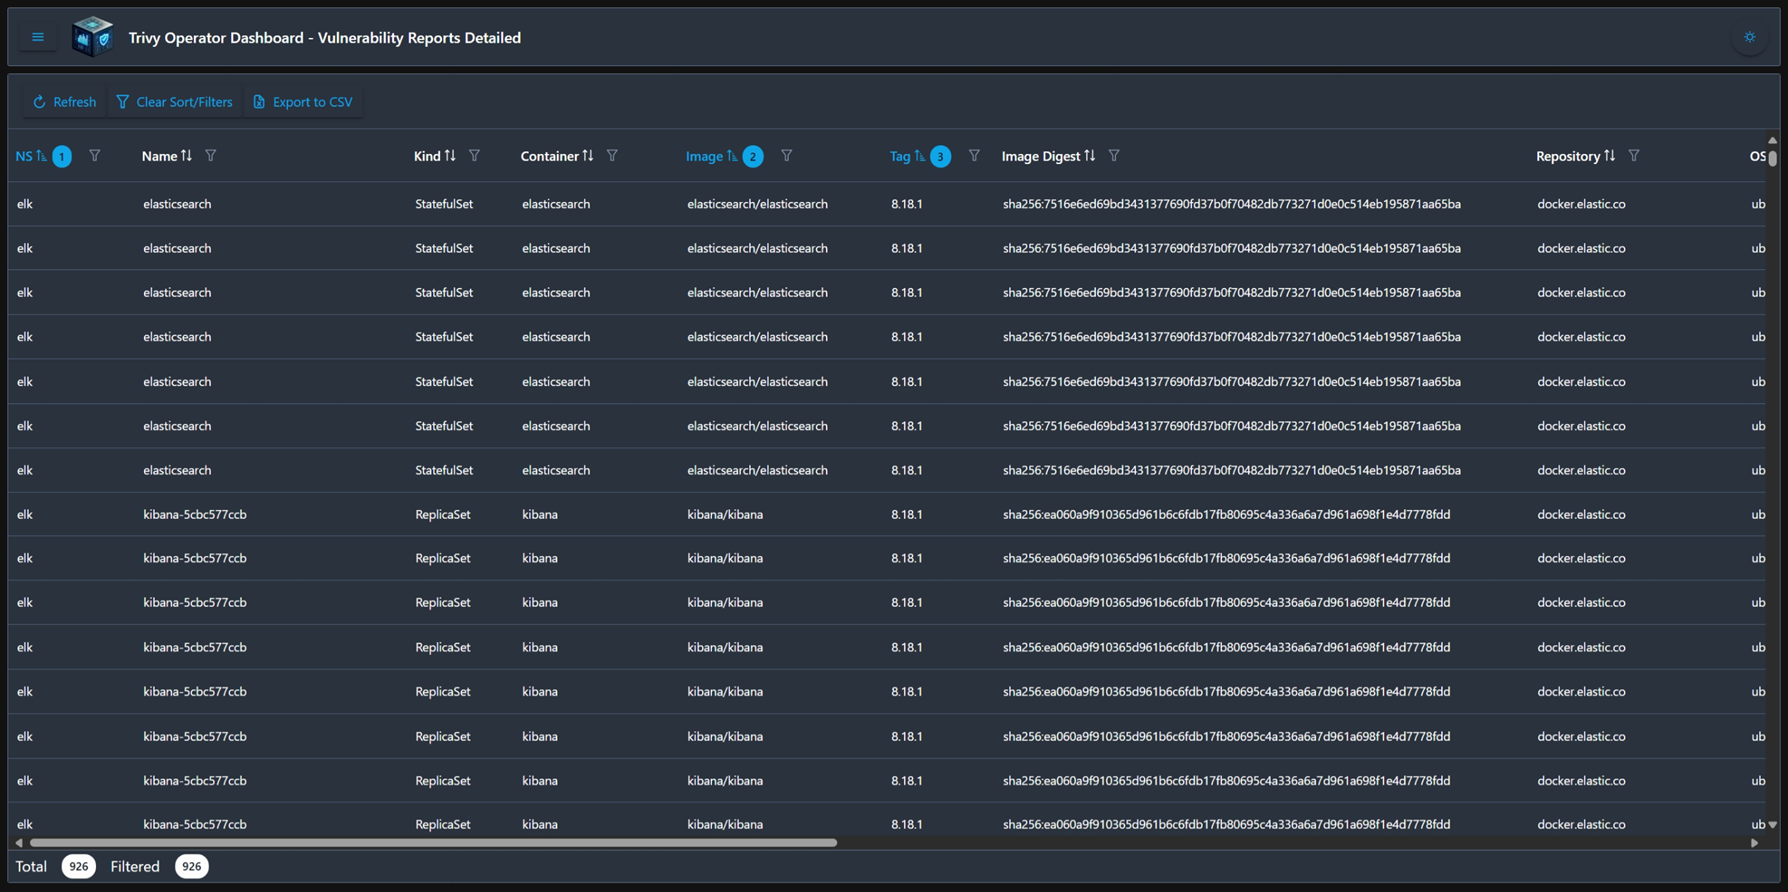 Trivy Operator Dashboard - Vulnerability Reports Detailed
Refresh Clear Sort/Filters Export to CSV
NS 1 Name Kind Container Image 2 Tag 3 Image Digest Repository OS
elk elasticsearch StatefulSet elasticsearch elasticsearch/elasticsearch 8.18.1 sha256:7516e6ed69bd3431377690fd37b0f70482db773271d0e0c514eb195871aa65ba docker.elastic.co ub
elk elasticsearch StatefulSet elasticsearch elasticsearch/elasticsearch 8.18.1 sha256:7516e6ed69bd3431377690fd37b0f70482db773271d0e0c514eb195871aa65ba docker.elastic.co ub
elk elasticsearch StatefulSet elasticsearch elasticsearch/elasticsearch 8.18.1 sha256:7516e6ed69bd3431377690fd37b0f70482db773271d0e0c514eb195871aa65ba docker.elastic.co ub
elk elasticsearch StatefulSet elasticsearch elasticsearch/elasticsearch 8.18.1 sha256:7516e6ed69bd3431377690fd37b0f70482db773271d0e0c514eb195871aa65ba docker.elastic.co ub
elk elasticsearch StatefulSet elasticsearch elasticsearch/elasticsearch 8.18.1 sha256:7516e6ed69bd3431377690fd37b0f70482db773271d0e0c514eb195871aa65ba docker.elastic.co ub
elk elasticsearch StatefulSet elasticsearch elasticsearch/elasticsearch 8.18.1 sha256:7516e6ed69bd3431377690fd37b0f70482db773271d0e0c514eb195871aa65ba docker.elastic.co ub
elk elasticsearch StatefulSet elasticsearch elasticsearch/elasticsearch 8.18.1 sha256:7516e6ed69bd3431377690fd37b0f70482db773271d0e0c514eb195871aa65ba docker.elastic.co ub
elk kibana-5cbc577ccb ReplicaSet kibana kibana/kibana 8.18.1 sha256:ea060a9f910365d961b6c6fdb17fb80695c4a336a6a7d961a698f1e4d7778fdd docker.elastic.co ub
elk kibana-5cbc577ccb ReplicaSet kibana kibana/kibana 8.18.1 sha256:ea060a9f910365d961b6c6fdb17fb80695c4a336a6a7d961a698f1e4d7778fdd docker.elastic.co ub
elk kibana-5cbc577ccb ReplicaSet kibana kibana/kibana 8.18.1 sha256:ea060a9f910365d961b6c6fdb17fb80695c4a336a6a7d961a698f1e4d7778fdd docker.elastic.co ub
elk kibana-5cbc577ccb ReplicaSet kibana kibana/kibana 8.18.1 sha256:ea060a9f910365d961b6c6fdb17fb80695c4a336a6a7d961a698f1e4d7778fdd docker.elastic.co ub
elk kibana-5cbc577ccb ReplicaSet kibana kibana/kibana 8.18.1 sha256:ea060a9f910365d961b6c6fdb17fb80695c4a336a6a7d961a698f1e4d7778fdd docker.elastic.co ub
elk kibana-5cbc577ccb ReplicaSet kibana kibana/kibana 8.18.1 sha256:ea060a9f910365d961b6c6fdb17fb80695c4a336a6a7d961a698f1e4d7778fdd docker.elastic.co ub
elk kibana-5cbc577ccb ReplicaSet kibana kibana/kibana 8.18.1 sha256:ea060a9f910365d961b6c6fdb17fb80695c4a336a6a7d961a698f1e4d7778fdd docker.elastic.co ub
elk kibana-5cbc577ccb ReplicaSet kibana kibana/kibana 8.18.1 sha256:ea060a9f910365d961b6c6fdb17fb80695c4a336a6a7d961a698f1e4d7778fdd docker.elastic.co ub
Total 926 Filtered 926